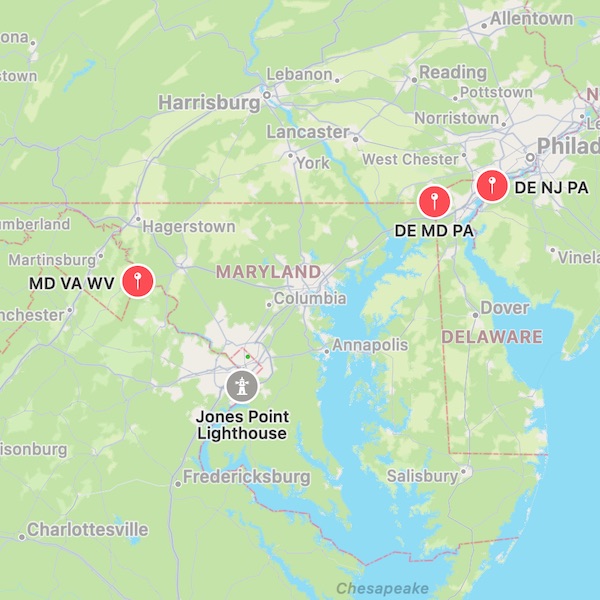 Allentown
ona
Lebanon
Reading
stown
Pottstown
Harrisburg
Norristown
Le
Lancaster
Philad
West Chester
York
DE NJ PA
umberland
Hagerstown
DE MD PA
Vinela
Martinsburg
MARYLAND
MD VA WV
Columbia
nchester
Dover
DELAWARE
Annapolis
Jones Point
Lighthouse
isonburg
Salisbury
Fredericksburg
Charlottesville
Chesapeake